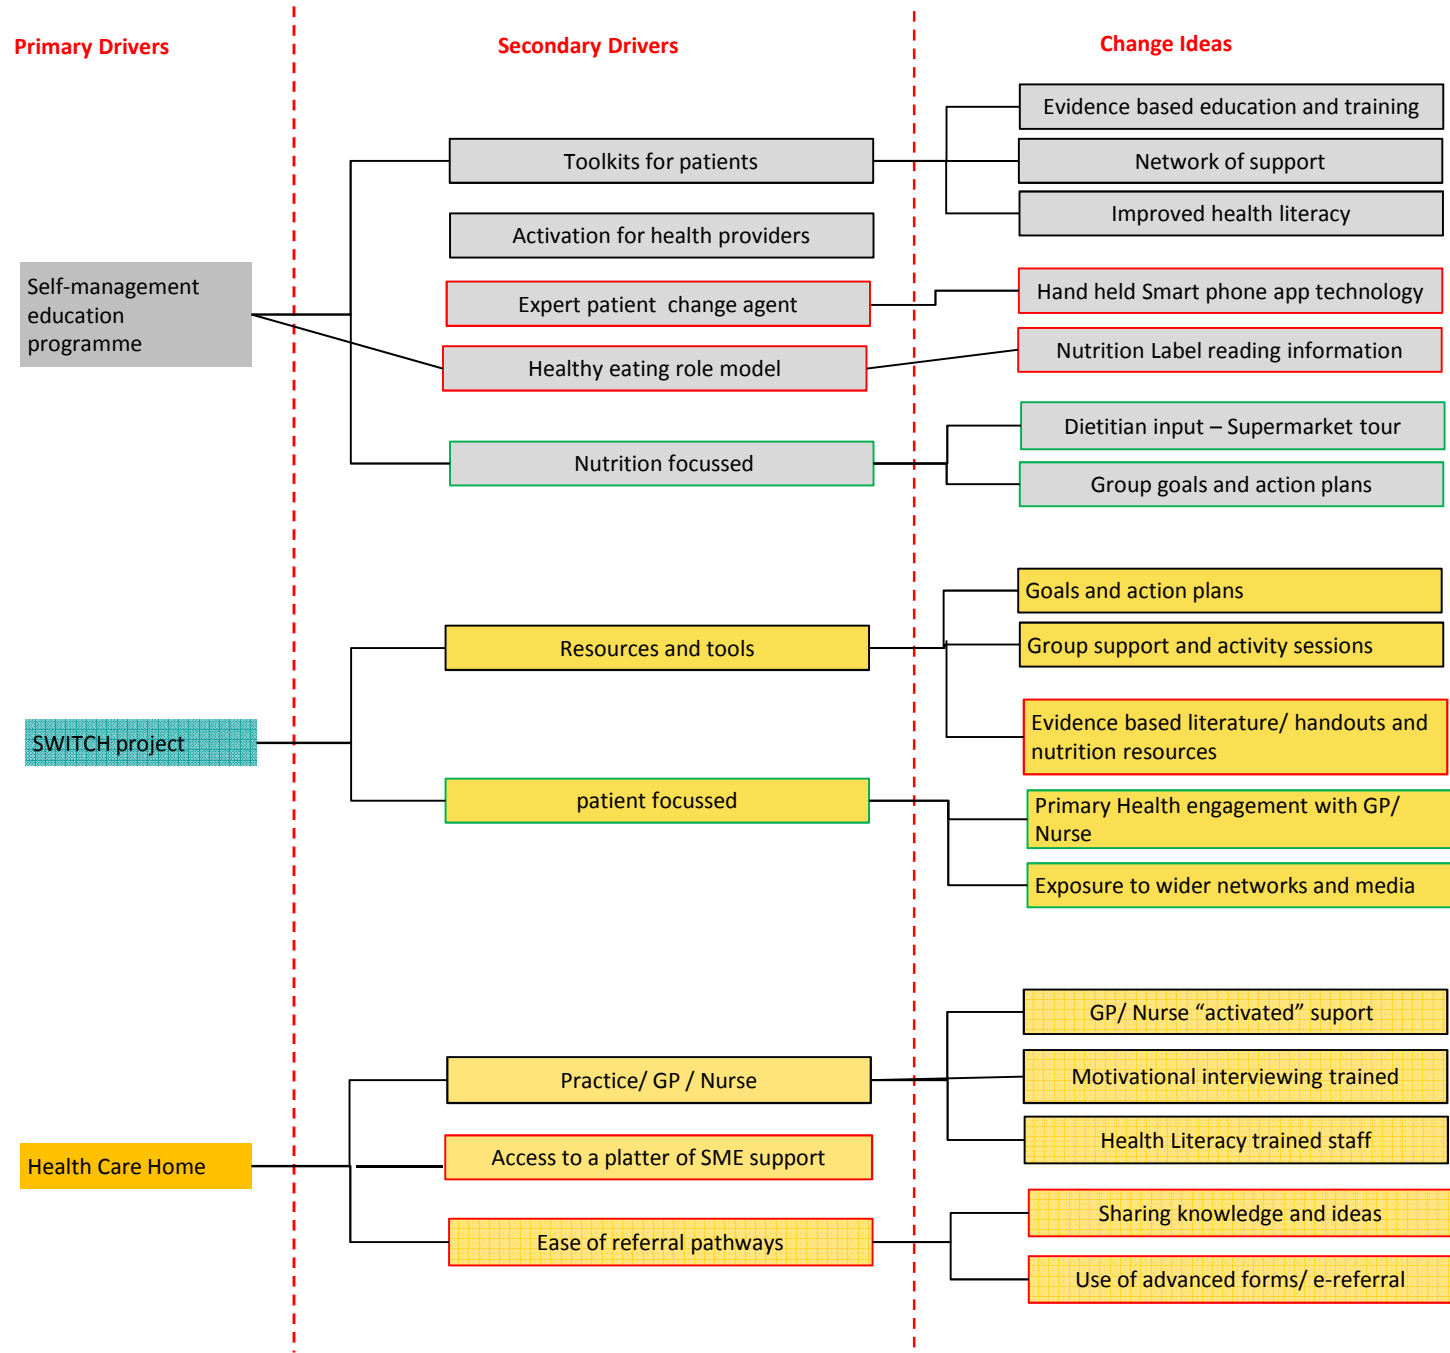 Primary Drivers
Secondary Drivers
Change Ideas
Self-management
education
programme
Toolkits for patients
Activation for health providers
Expert patient  change agent
Healthy eating role model
Nutrition focussed
Evidence based education and training
Network of support
Improved health literacy
Hand held Smart phone app technology
Nutrition Label reading information
Dietitian input – Supermarket tour
Group goals and action plans
SWITCH project
Resources and tools
patient focussed
Goals and action plans
Group support and activity sessions
Evidence based literature/ handouts and
nutrition resources
Primary Health engagement with GP/
Nurse
Exposure to wider networks and media
Health Care Home
Practice/ GP / Nurse
Access to a platter of SME support
Ease of referral pathways
GP/ Nurse “activated” suport
Motivational interviewing trained
Health Literacy trained staff
Sharing knowledge and ideas
Use of advanced forms/ e-referral